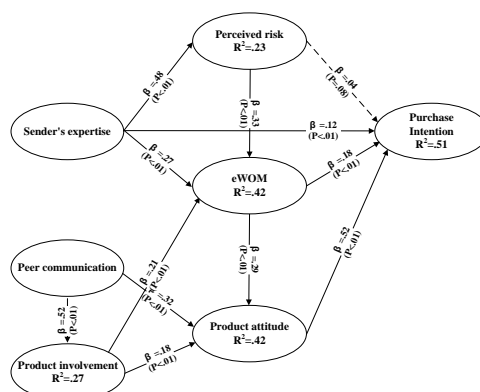 Perceived risk
R²=.23
β =.48
(P<.01)
β =.04
(P=.08)
β =.33
(P<.01)
Sender's expertise
β =.12
(P<.01)
Purchase
Intention
R²=.51
β =.27
(P<.01)
eWOM
R²=.42
β =.18
(P<.01)
β =.21
(P<.01)
β =.29
(P<.01)
β =.52
(P<.01)
Peer communication
=.32
(P<.01)
β =.52
(P<.01)
Product attitude
R²=.42
Product involvement
R²=.27
β =.18
(P<.01)